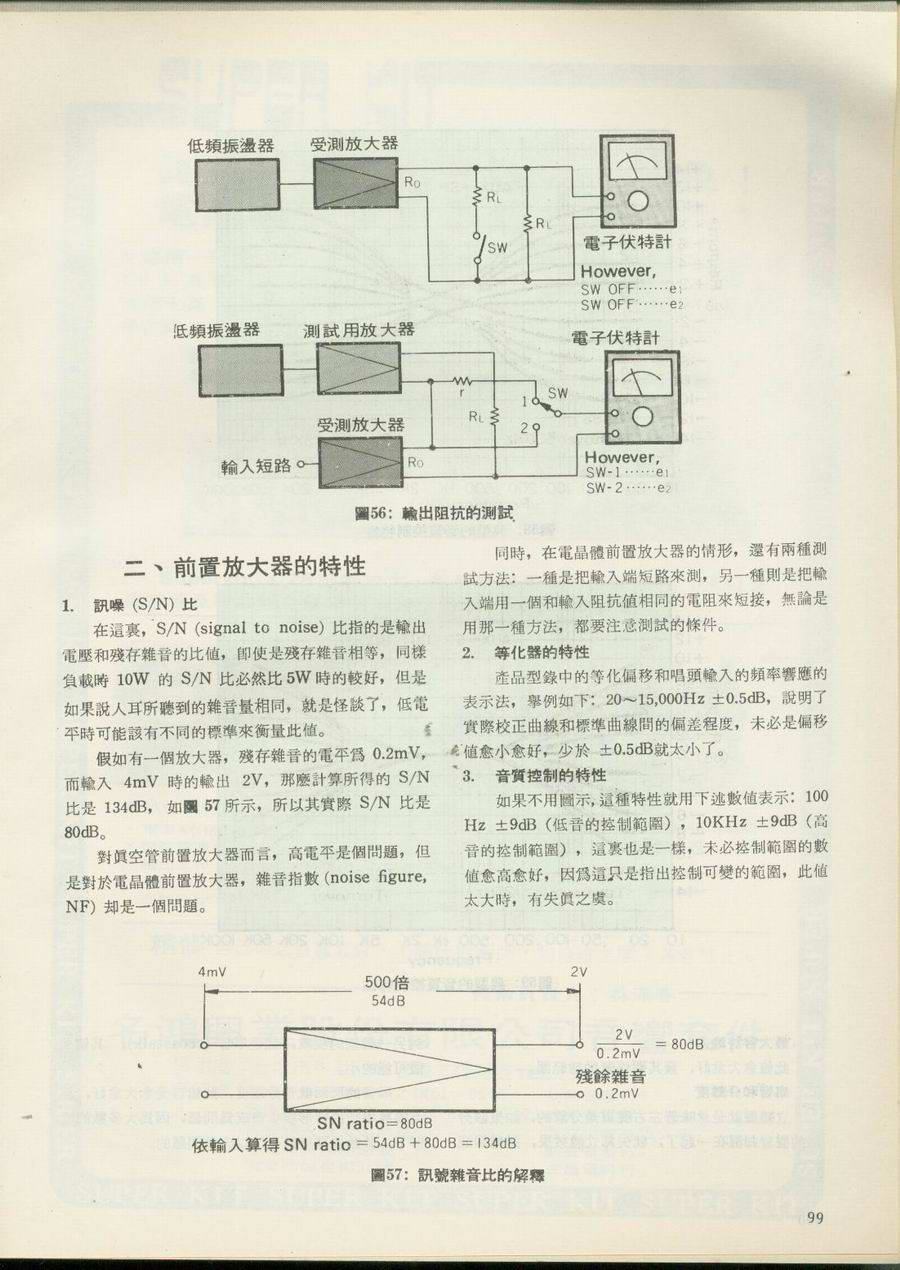 低頻振盪器 受測放大器
RO
RL
RL
SW
電子伏特計
However,
SW OFF······e1
SW OFF······e2
低頻振盪器 測試用放大器 電子伏特計
r
1
SW
RL
2
受測放大器
輸入短路
RO
However,
SW-1······e1
SW-2······e2
圖56：輸出阻抗的測試
二、前置放大器的特性
1. 訊噪 (S/N) 比
在這裏，S/N (signal to noise) 比指的是輸出
電壓和殘存雜音的比値，卽使是殘存雜音相等，同樣
負載時 10W 的 S/N 比必然比 5W 時的較好，但是
如果説人耳所聽到的雜音量相同，就是怪談了，低電
平時可能該有不同的標準來衡量此値。
假如有一個放大器，殘存雜音的電平爲 0.2mV，
而輸入 4mV 時的輸出 2V，那麽計算所得的 S/N
比是 134dB，如圖 57 所示，所以其實際 S/N 比是
80dB。
對眞空管前置放大器而言，高電平是個問題，但
是對於電晶體前置放大器，雜音指數 (noise figure,
NF) 却是一個問題。
同時，在電晶體前置放大器的情形，還有兩種測
試方法：一種是把輸入端短路來測，另一種則是把輸
入端用一個和輸入阻抗値相同的電阻來短接，無論是
用那一種方法，都要注意測試的條件。
2. 等化器的特性
產品型錄中的等化偏移和唱頭輸入的頻率響應的
表示法，擧例如下：20～15,000Hz ±0.5dB，説明了
實際校正曲線和標準曲線間的偏差程度，未必是偏移
値愈小愈好，少於 ±0.5dB就太小了。
3. 音質控制的特性
如果不用圖示，這種特性就用下述數値表示：100
Hz ±9dB（低音的控制範圍），10KHz ±9dB（高
音的控制範圍），這裏也是一樣，未必控制範圍的數
値愈高愈好，因爲這只是指出控制可變的範圍，此値
太大時，有失眞之虞。
4mV 500倍 2V
54dB
2V
0.2mV
＝80dB
殘餘雜音
0.2mV
SN ratio＝80dB
依輸入算得 SN ratio ＝54dB＋80dB＝134dB
圖57：訊號雜音比的解釋
99